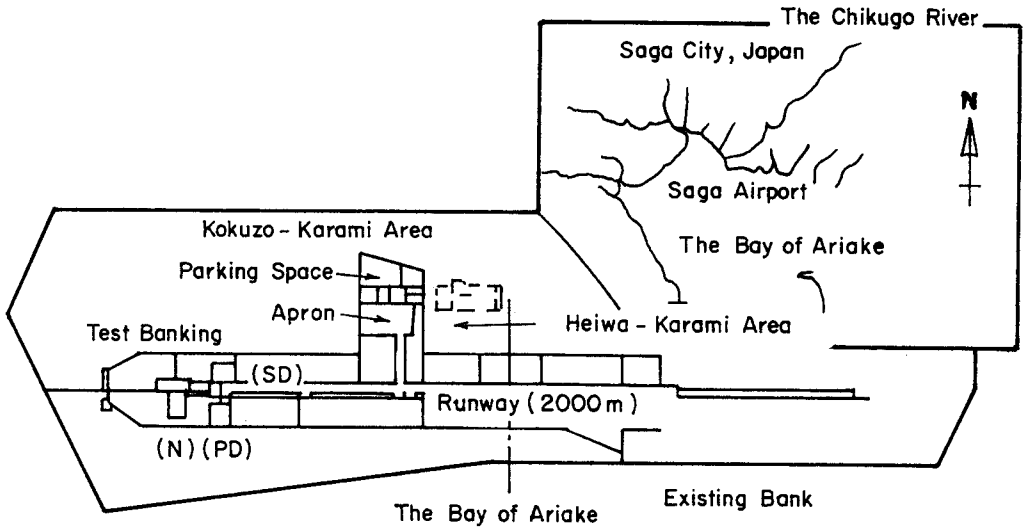 The Chikugo River
Saga City, Japan
N
Saga Airport
Kokuzo-Karami Area
The Bay of Ariake
Parking Space
Apron
Heiwa-Karami Area
Test Banking
(SD)
Runway (2000m)
(N) (PD)
Existing Bank
The Bay of Ariake